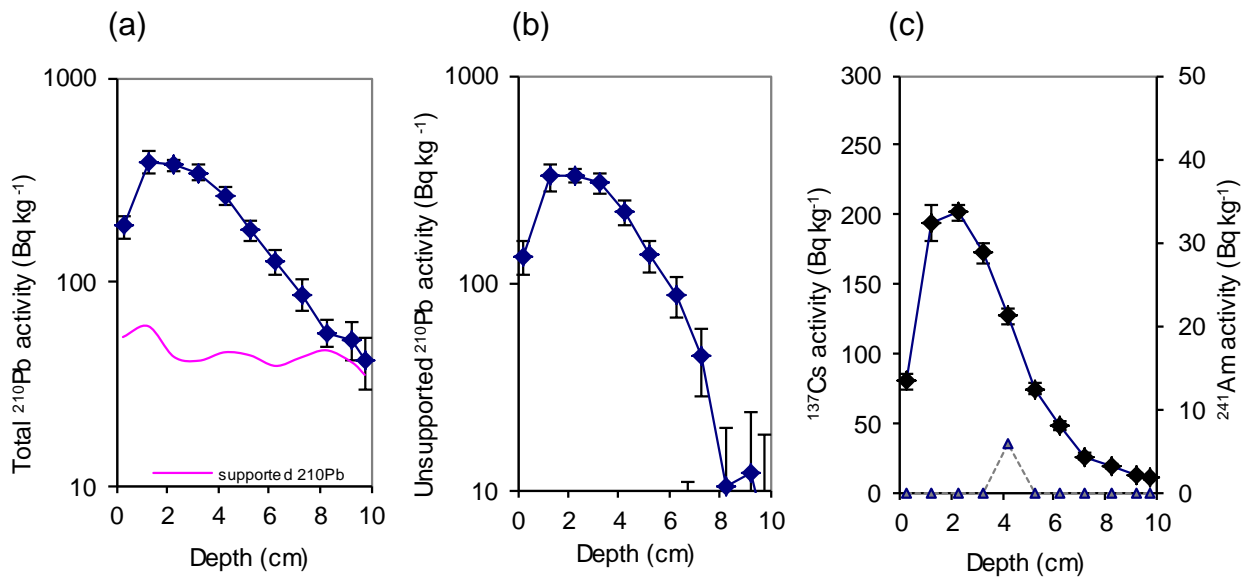 (a)
(b)
(c)
Total ²¹⁰Pb activity (Bq kg⁻¹)
1000
100
10
supported 210Pb
0 2 4 6 8 10
Depth (cm)
Unsupported ²¹⁰Pb activity (Bq kg⁻¹)
1000
100
10
0 2 4 6 8 10
Depth (cm)
¹³⁷Cs activity (Bq kg⁻¹)
300
250
200
150
100
50
0
0 2 4 6 8 10
Depth (cm)
50
40
30
20
10
0
²⁴¹Am activity (Bq kg⁻¹)